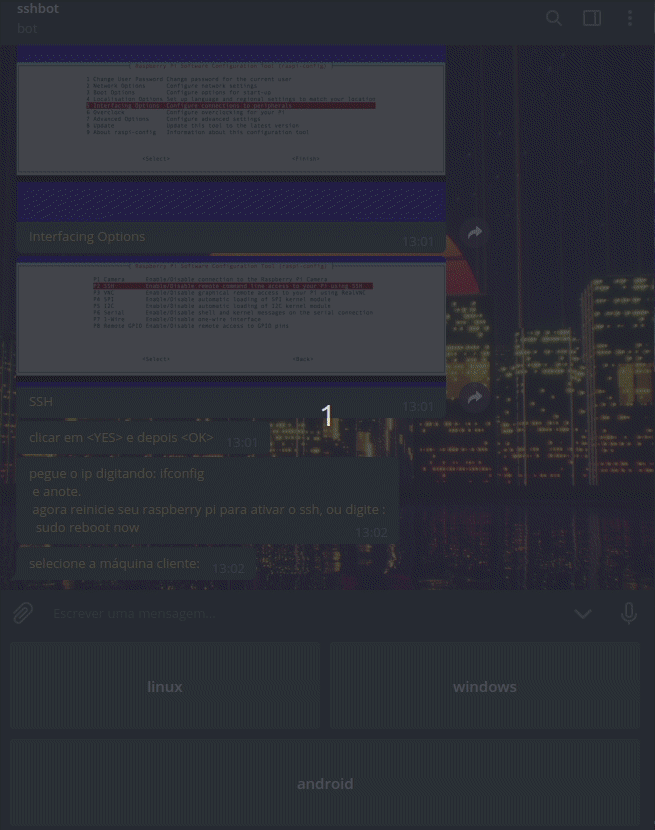 sshbot
bot
Raspberry Pi Software Configuration Tool (raspi-config)
1 Change User Password Change password for the current user
2 Network Options Configure network settings
3 Boot Options Configure options for start-up
4 Localisation Options Set up language and regional settings to match your location
5 Interfacing Options Configure connections to peripherals
6 Overclock Configure overclocking for your Pi
7 Advanced Options Configure advanced settings
8 Update Update this tool to the latest version
9 About raspi-config Information about this configuration tool
<Select> <Finish>
Interfacing Options 13:01
Raspberry Pi Software Configuration Tool (raspi-config)
P1 Camera Enable/Disable connection to the Raspberry Pi Camera
P2 SSH Enable/Disable remote command line access to your Pi using SSH
P3 VNC Enable/Disable graphical remote access to your Pi using RealVNC
P4 SPI Enable/Disable automatic loading of SPI kernel module
P5 I2C Enable/Disable automatic loading of I2C kernel module
P6 Serial Enable/Disable shell and kernel messages on the serial connection
P7 1-Wire Enable/Disable one-wire interface
P8 Remote GPIO Enable/Disable remote access to GPIO pins
<Select> <Back>
SSH 13:01
1
clicar em <YES> e depois <OK> 13:01
pegue o ip digitando: ifconfig
e anote.
agora reinicie seu raspberry pi para ativar o ssh, ou digite :
sudo reboot now 13:02
selecione a máquina cliente: 13:02
Escrever uma mensagem...
linux windows
android